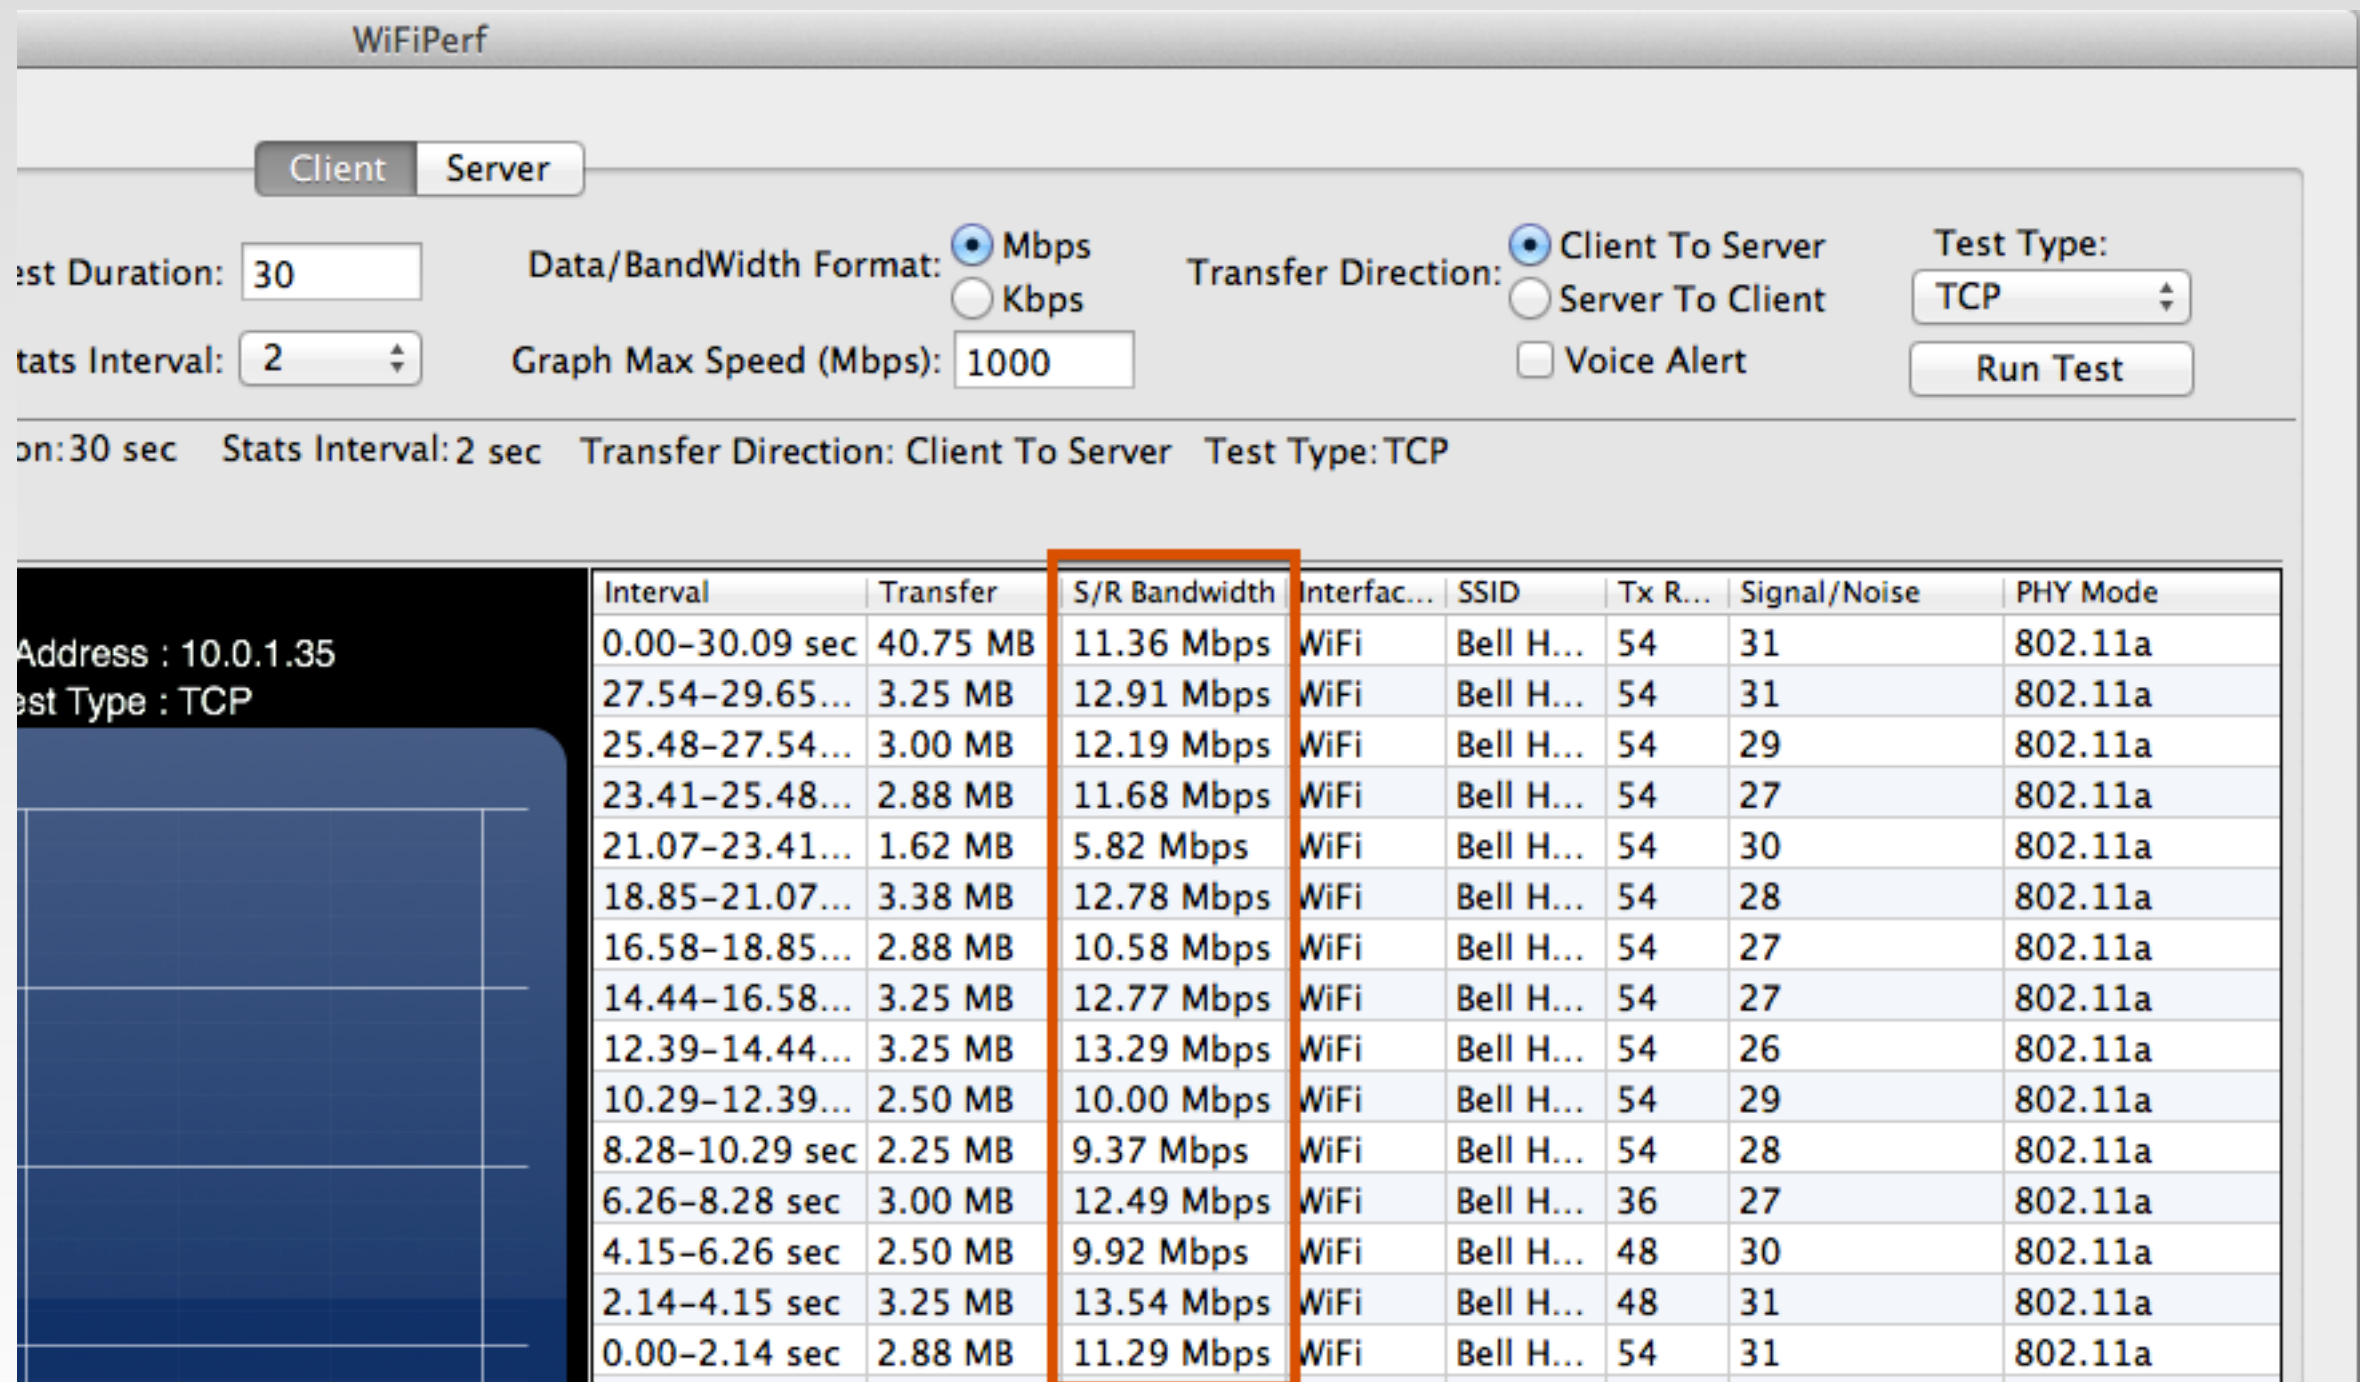 WiFiPerf
Client Server
est Duration: 30 Data/BandWidth Format: Mbps Kbps Transfer Direction: Client To Server Server To Client Test Type: TCP
tats Interval: 2 Graph Max Speed (Mbps): 1000 Voice Alert Run Test
on: 30 sec Stats Interval: 2 sec Transfer Direction: Client To Server Test Type: TCP
Address : 10.0.1.35
est Type : TCP
Interval Transfer S/R Bandwidth Interfac... SSID Tx R... Signal/Noise PHY Mode
0.00-30.09 sec 40.75 MB 11.36 Mbps WiFi Bell H... 54 31 802.11a
27.54-29.65... 3.25 MB 12.91 Mbps WiFi Bell H... 54 31 802.11a
25.48-27.54... 3.00 MB 12.19 Mbps WiFi Bell H... 54 29 802.11a
23.41-25.48... 2.88 MB 11.68 Mbps WiFi Bell H... 54 27 802.11a
21.07-23.41... 1.62 MB 5.82 Mbps WiFi Bell H... 54 30 802.11a
18.85-21.07... 3.38 MB 12.78 Mbps WiFi Bell H... 54 28 802.11a
16.58-18.85... 2.88 MB 10.58 Mbps WiFi Bell H... 54 27 802.11a
14.44-16.58... 3.25 MB 12.77 Mbps WiFi Bell H... 54 27 802.11a
12.39-14.44... 3.25 MB 13.29 Mbps WiFi Bell H... 54 26 802.11a
10.29-12.39... 2.50 MB 10.00 Mbps WiFi Bell H... 54 29 802.11a
8.28-10.29 sec 2.25 MB 9.37 Mbps WiFi Bell H... 54 28 802.11a
6.26-8.28 sec 3.00 MB 12.49 Mbps WiFi Bell H... 36 27 802.11a
4.15-6.26 sec 2.50 MB 9.92 Mbps WiFi Bell H... 48 30 802.11a
2.14-4.15 sec 3.25 MB 13.54 Mbps WiFi Bell H... 48 31 802.11a
0.00-2.14 sec 2.88 MB 11.29 Mbps WiFi Bell H... 54 31 802.11a